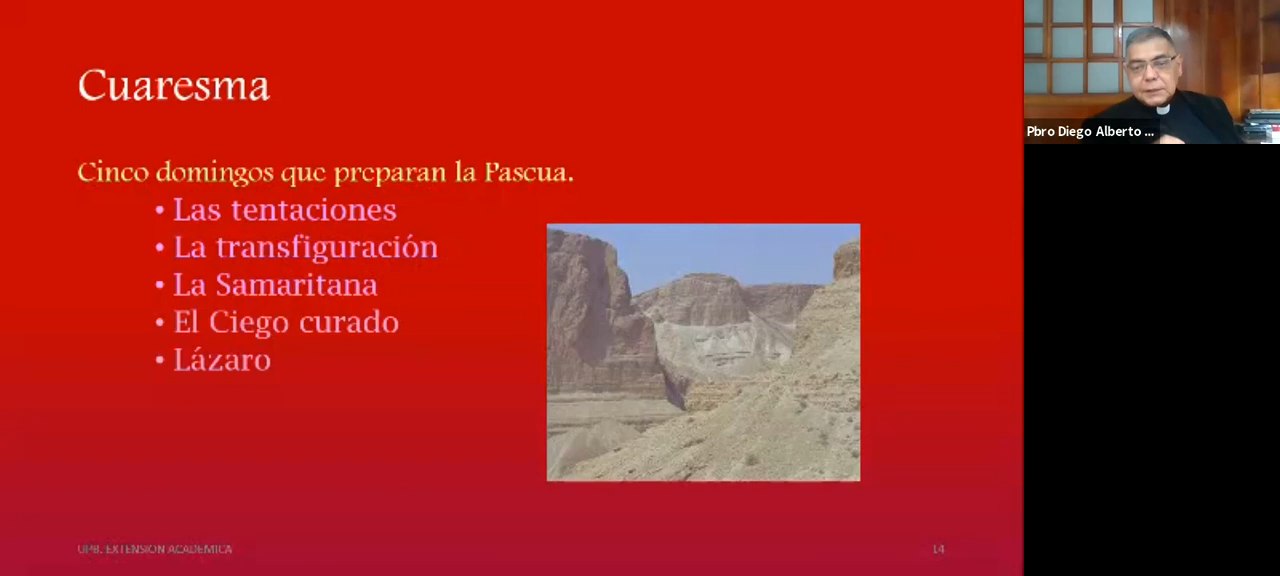 Cuaresma
Cinco domingos que preparan la Pascua.
• Las tentaciones
• La transfiguración
• La Samaritana
• El Ciego curado
• Lázaro
UPB. EXTENSION ACADEMICA
14
Pbro Diego Alberto ...